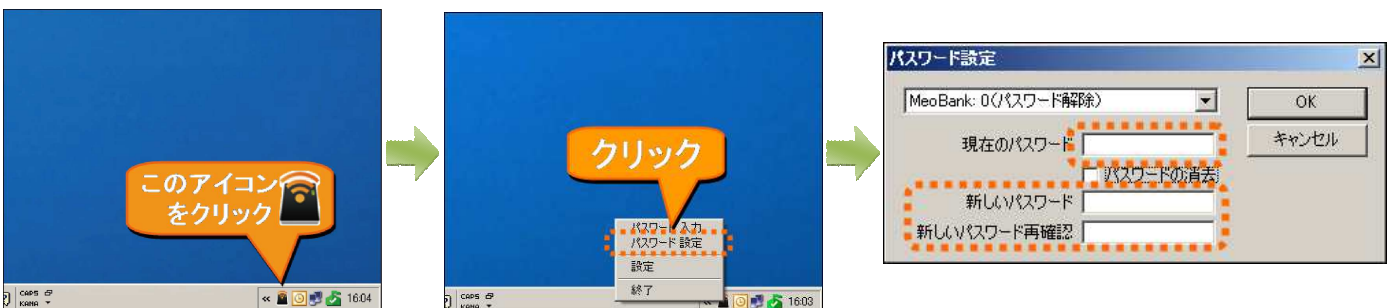 このアイコン
をクリック
CAPS
KANA
«
16:04
クリック
パスワード 入力
パスワード 設定
設定
終了
CAPS
KANA
«
16:03
パスワード設定
MeoBank: 0(パスワード解除)
OK
現在のパスワード
キャンセル
パスワードの消去
新しいパスワード
新しいパスワード再確認